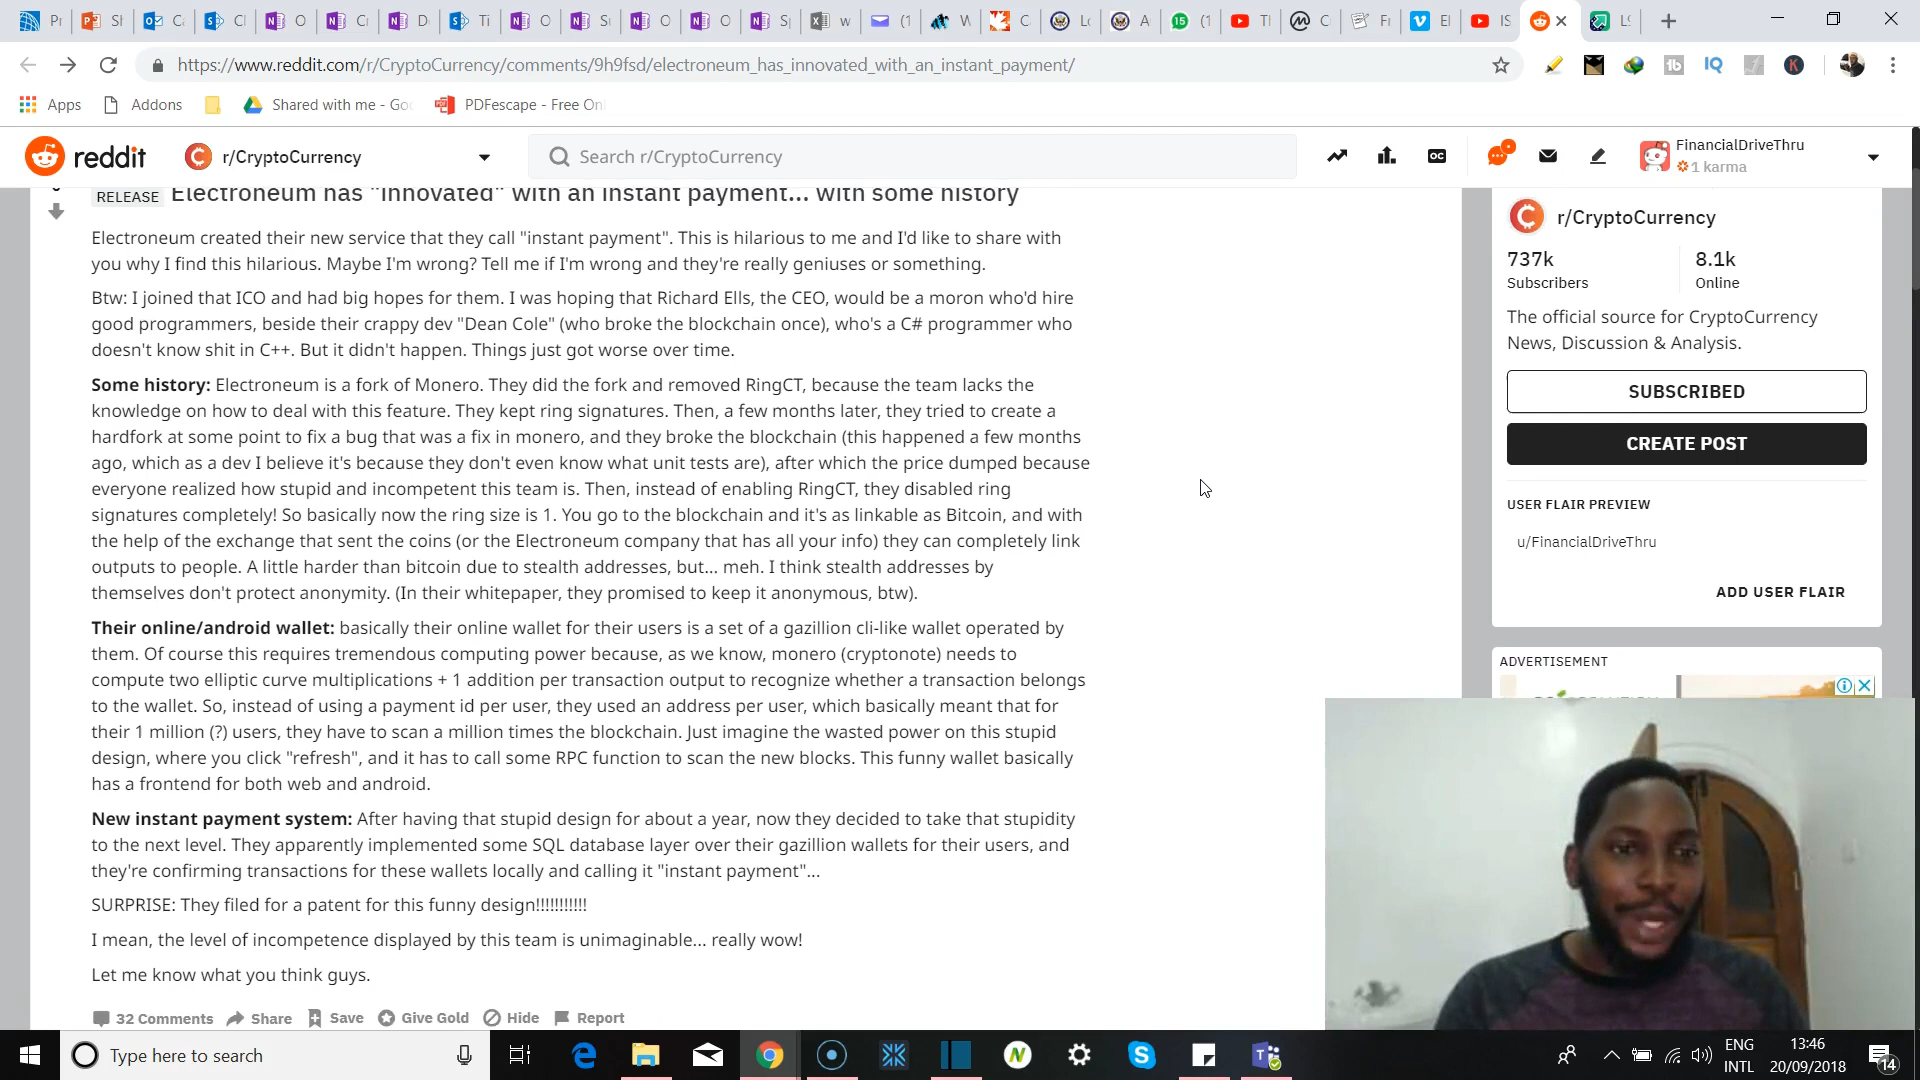 Pr
Sh
O
Ca
Cl
O
Cr
D
Ti
O
Su
O
O
Sp
w
(1
W
C
Lo
A
15
(1
Tl
C
Fr
El
IS
L9
https://www.reddit.com/r/CryptoCurrency/comments/9h9fsd/electroneum_has_innovated_with_an_instant_payment/
tb
IQ
K
Apps
Addons
Shared with me - Go
PDFescape - Free Onl
reddit
r/CryptoCurrency
Search r/CryptoCurrency
OC
FinancialDriveThru
1 karma
RELEASE Electroneum has "innovated" with an instant payment... with some history
Electroneum created their new service that they call "instant payment". This is hilarious to me and I'd like to share with
you why I find this hilarious. Maybe I'm wrong? Tell me if I'm wrong and they're really geniuses or something.
Btw: I joined that ICO and had big hopes for them. I was hoping that Richard Ells, the CEO, would be a moron who'd hire
good programmers, beside their crappy dev "Dean Cole" (who broke the blockchain once), who's a C# programmer who
doesn't know shit in C++. But it didn't happen. Things just got worse over time.
Some history: Electroneum is a fork of Monero. They did the fork and removed RingCT, because the team lacks the
knowledge on how to deal with this feature. They kept ring signatures. Then, a few months later, they tried to create a
hardfork at some point to fix a bug that was a fix in monero, and they broke the blockchain (this happened a few months
ago, which as a dev I believe it's because they don't even know what unit tests are), after which the price dumped because
everyone realized how stupid and incompetent this team is. Then, instead of enabling RingCT, they disabled ring
signatures completely! So basically now the ring size is 1. You go to the blockchain and it's as linkable as Bitcoin, and with
the help of the exchange that sent the coins (or the Electroneum company that has all your info) they can completely link
outputs to people. A little harder than bitcoin due to stealth addresses, but... meh. I think stealth addresses by
themselves don't protect anonymity. (In their whitepaper, they promised to keep it anonymous, btw).
Their online/android wallet: basically their online wallet for their users is a set of a gazillion cli-like wallet operated by
them. Of course this requires tremendous computing power because, as we know, monero (cryptonote) needs to
compute two elliptic curve multiplications + 1 addition per transaction output to recognize whether a transaction belongs
to the wallet. So, instead of using a payment id per user, they used an address per user, which basically meant that for
their 1 million (?) users, they have to scan a million times the blockchain. Just imagine the wasted power on this stupid
design, where you click "refresh", and it has to call some RPC function to scan the new blocks. This funny wallet basically
has a frontend for both web and android.
New instant payment system: After having that stupid design for about a year, now they decided to take that stupidity
to the next level. They apparently implemented some SQL database layer over their gazillion wallets for their users, and
they're confirming transactions for these wallets locally and calling it "instant payment"...
SURPRISE: They filed for a patent for this funny design!!!!!!!!!!!
I mean, the level of incompetence displayed by this team is unimaginable... really wow!
Let me know what you think guys.
32 Comments
Share
Save
Give Gold
Hide
Report
r/CryptoCurrency
737k
8.1k
Subscribers
Online
The official source for CryptoCurrency
News, Discussion & Analysis.
SUBSCRIBED
CREATE POST
USER FLAIR PREVIEW
u/FinancialDriveThru
ADD USER FLAIR
ADVERTISEMENT
Type here to search
ENG
INTL
13:46
20/09/2018
14